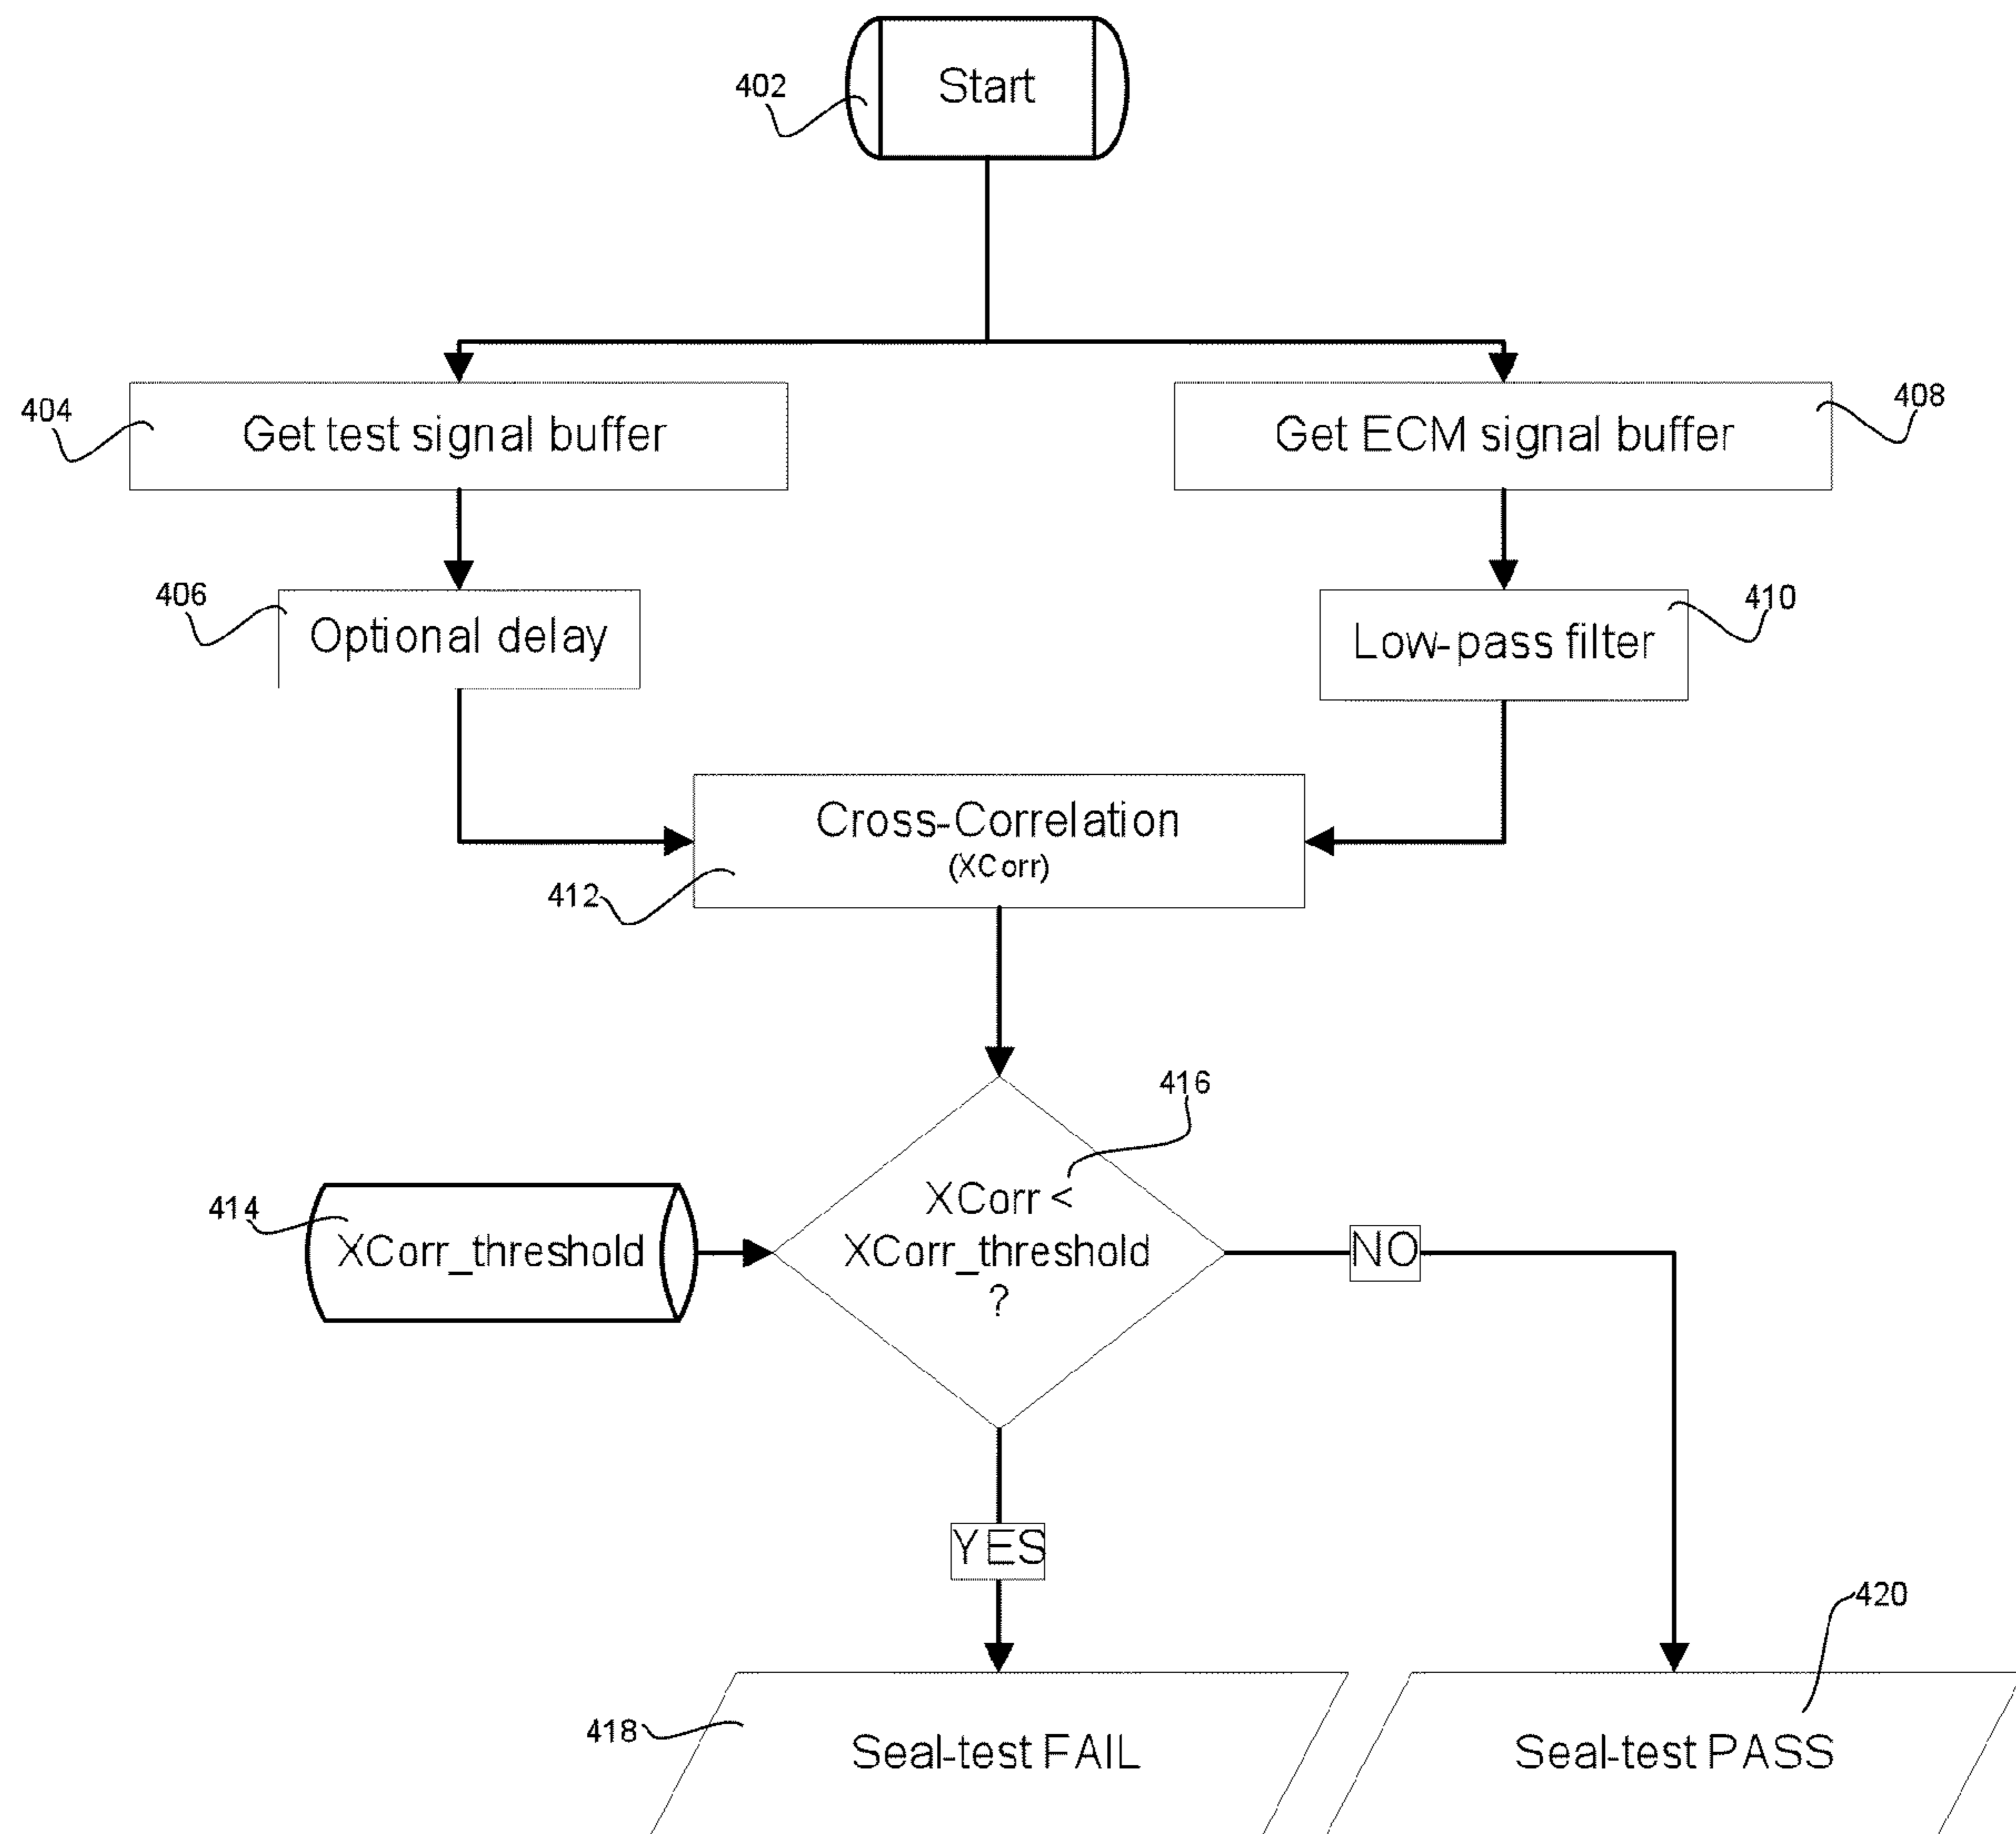 402
Start
404
Get test signal buffer
Get ECM signal buffer
408
406
Optional delay
Low-pass filter
410
Cross-Correlation
(XCorr)
412
416
414
XCorr_threshold
XCorr <
XCorr_threshold
?
NO
YES
420
418
Seal-test FAIL
Seal-test PASS